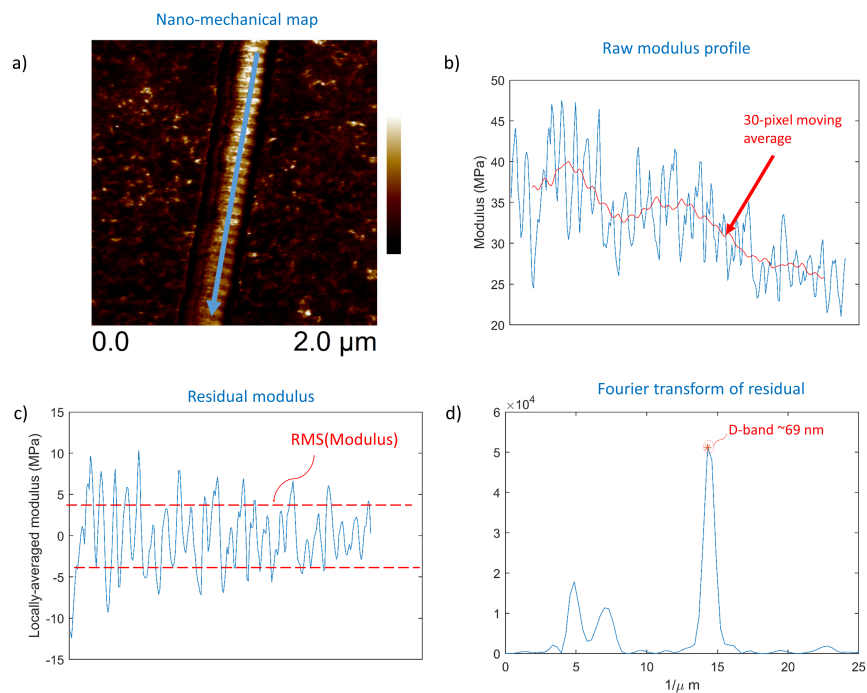 Nano-mechanical map
a)
0.0
2.0 µm
b)
Raw modulus profile
50
45
40
35
30
25
20
Modulus (MPa)
30-pixel moving
average
c)
Residual modulus
15
10
5
0
-5
-10
-15
Locally-averaged modulus (MPa)
RMS(Modulus)
d)
Fourier transform of residual
×10⁴
6
5
4
3
2
1
0
D-band ~69 nm
0 5 10 15 20 25
1/µ m